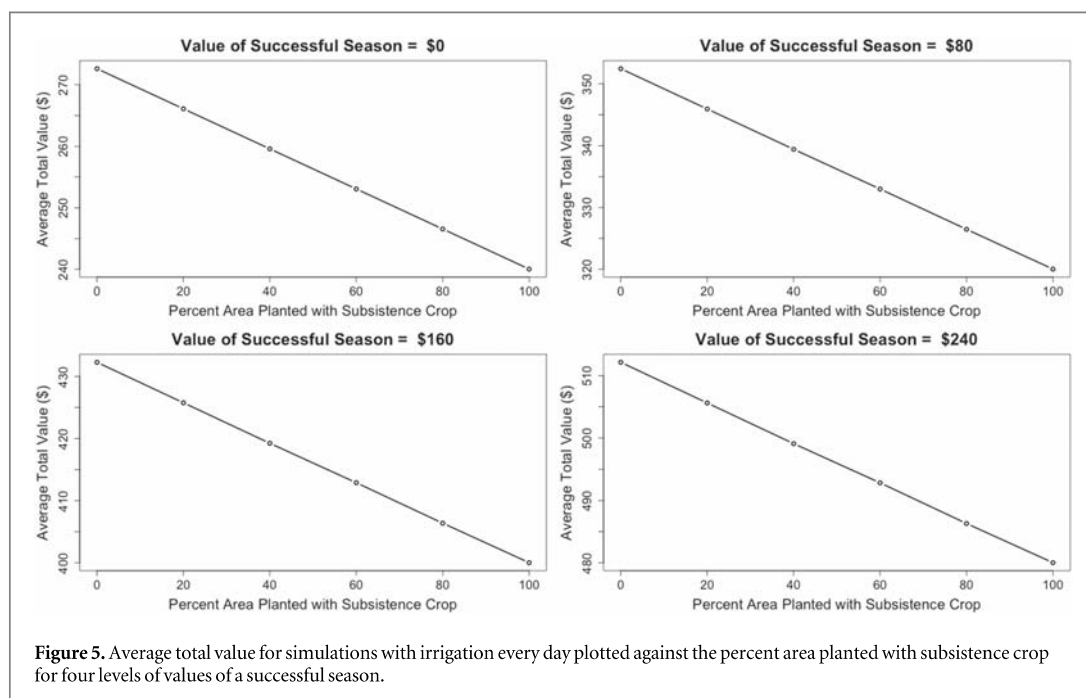 Value of Successful Season = $0
Average Total Value ($)
270
260
250
240
0 20 40 60 80 100
Percent Area Planted with Subsistence Crop
Value of Successful Season = $80
Average Total Value ($)
350
340
330
320
0 20 40 60 80 100
Percent Area Planted with Subsistence Crop
Value of Successful Season = $160
Average Total Value ($)
430
420
410
400
0 20 40 60 80 100
Percent Area Planted with Subsistence Crop
Value of Successful Season = $240
Average Total Value ($)
510
500
490
480
0 20 40 60 80 100
Percent Area Planted with Subsistence Crop
Figure 5. Average total value for simulations with irrigation every day plotted against the percent area planted with subsistence crop
for four levels of values of a successful season.